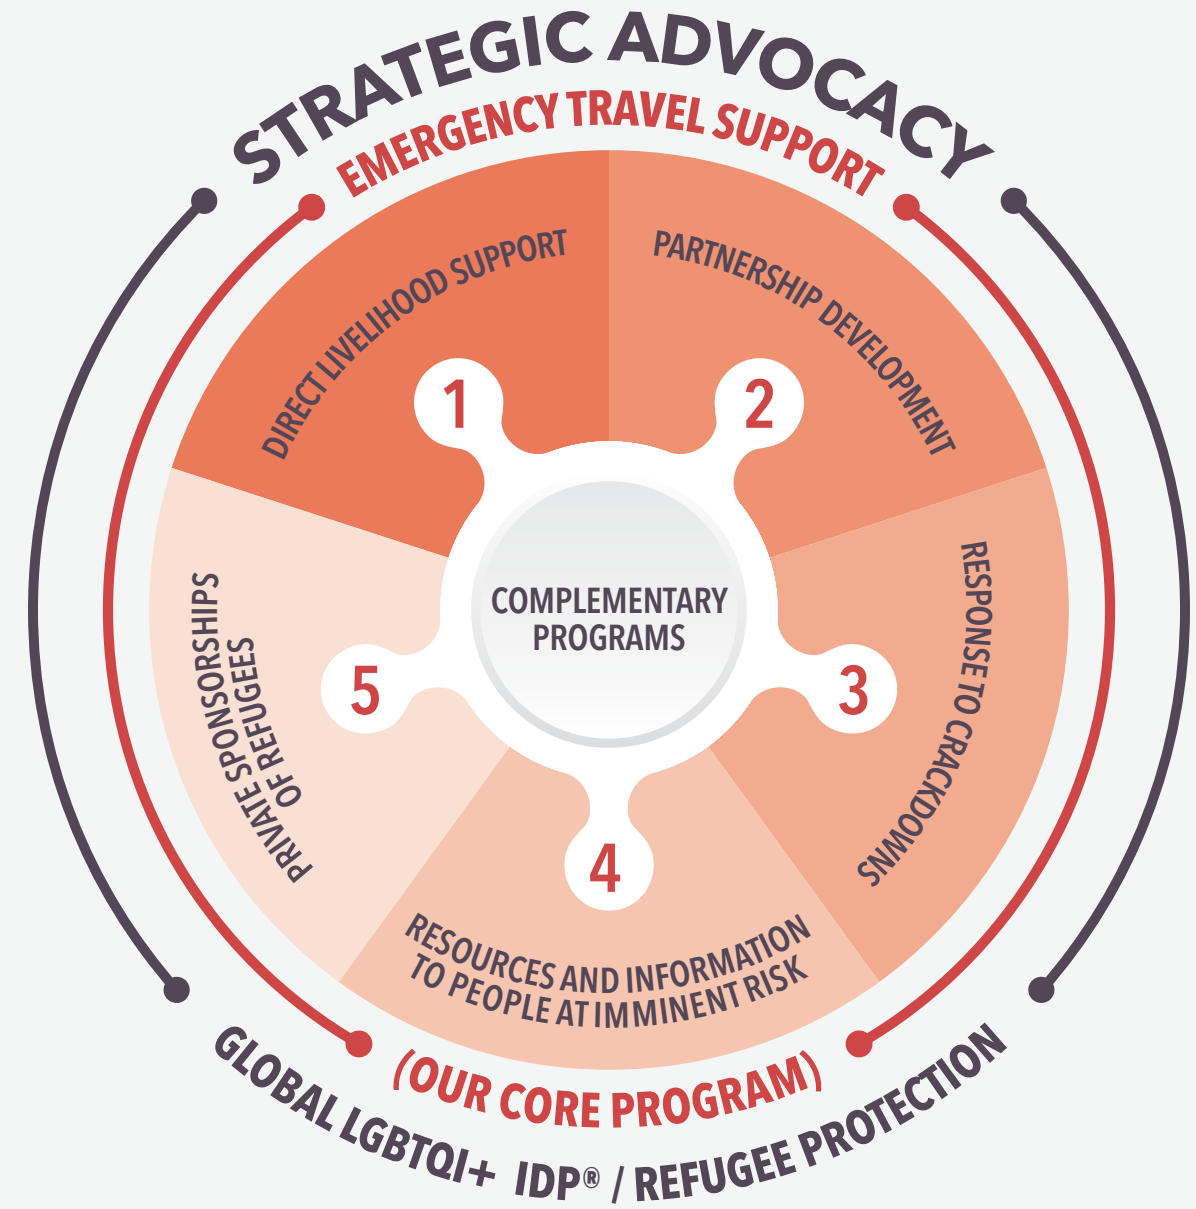 STRATEGIC ADVOCACY
EMERGENCY TRAVEL SUPPORT
DIRECT LIVELIHOOD SUPPORT
1
PARTNERSHIP DEVELOPMENT
2
RESPONSE TO CRACKDOWNS
3
RESOURCES AND INFORMATION
TO PEOPLE AT IMMINENT RISK
4
PRIVATE SPONSORSHIPS
OF REFUGEES
5
COMPLEMENTARY
PROGRAMS
(OUR CORE PROGRAM)
GLOBAL LGBTQI+ IDP® / REFUGEE PROTECTION